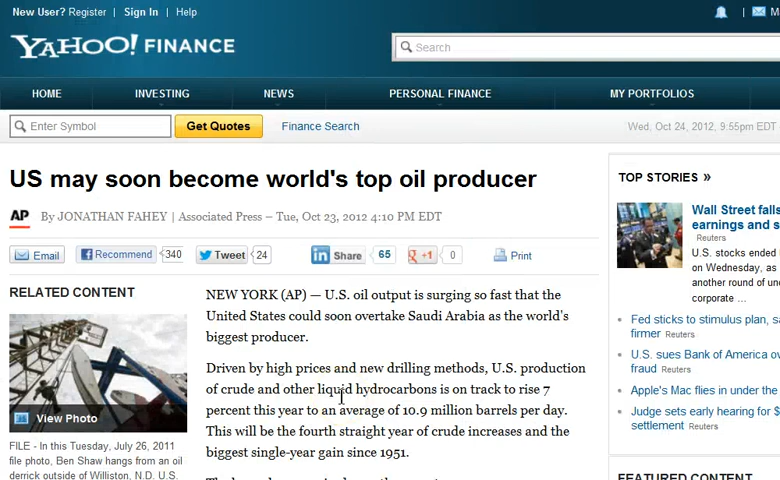 New User? Register | Sign In | Help
YAHOO! FINANCE
Search
HOME INVESTING NEWS PERSONAL FINANCE MY PORTFOLIOS
Enter Symbol Get Quotes Finance Search Wed, Oct 24, 2012, 9:55pm EDT
US may soon become world's top oil producer
AP By JONATHAN FAHEY | Associated Press – Tue, Oct 23, 2012 4:10 PM EDT
Email Recommend 340 Tweet 24 in Share 65 g +1 0 Print
RELATED CONTENT
View Photo
FILE - In this Tuesday, July 26, 2011
file photo, Ben Shaw hangs from an oil
derrick outside of Williston, N.D. U.S.
NEW YORK (AP) — U.S. oil output is surging so fast that the
United States could soon overtake Saudi Arabia as the world's
biggest producer.
Driven by high prices and new drilling methods, U.S. production
of crude and other liquid hydrocarbons is on track to rise 7
percent this year to an average of 10.9 million barrels per day.
This will be the fourth straight year of crude increases and the
biggest single-year gain since 1951.
TOP STORIES »
Wall Street falls
earnings and s
Reuters
U.S. stocks ended
on Wednesday, as
another round of un
corporate ...
Fed sticks to stimulus plan, sa
firmer Reuters
U.S. sues Bank of America ov
fraud Reuters
Apple's Mac flies in under the
Judge sets early hearing for $
settlement Reuters
FEATURED CONTENT